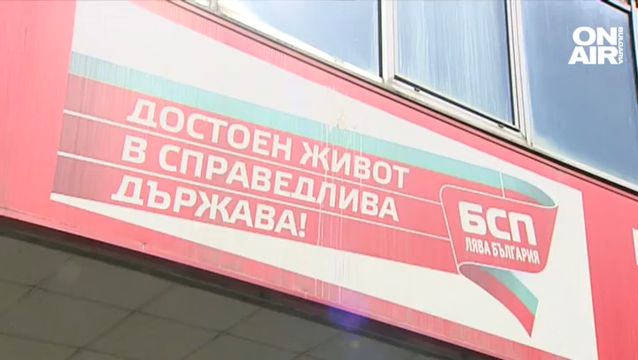 ON
AIR
BULGARIA
ДОСТОЕН ЖИВОТ
В СПРАВЕДЛИВА
ДЪРЖАВА!
БСП
ЛЯВА БЪЛГАРИЯ